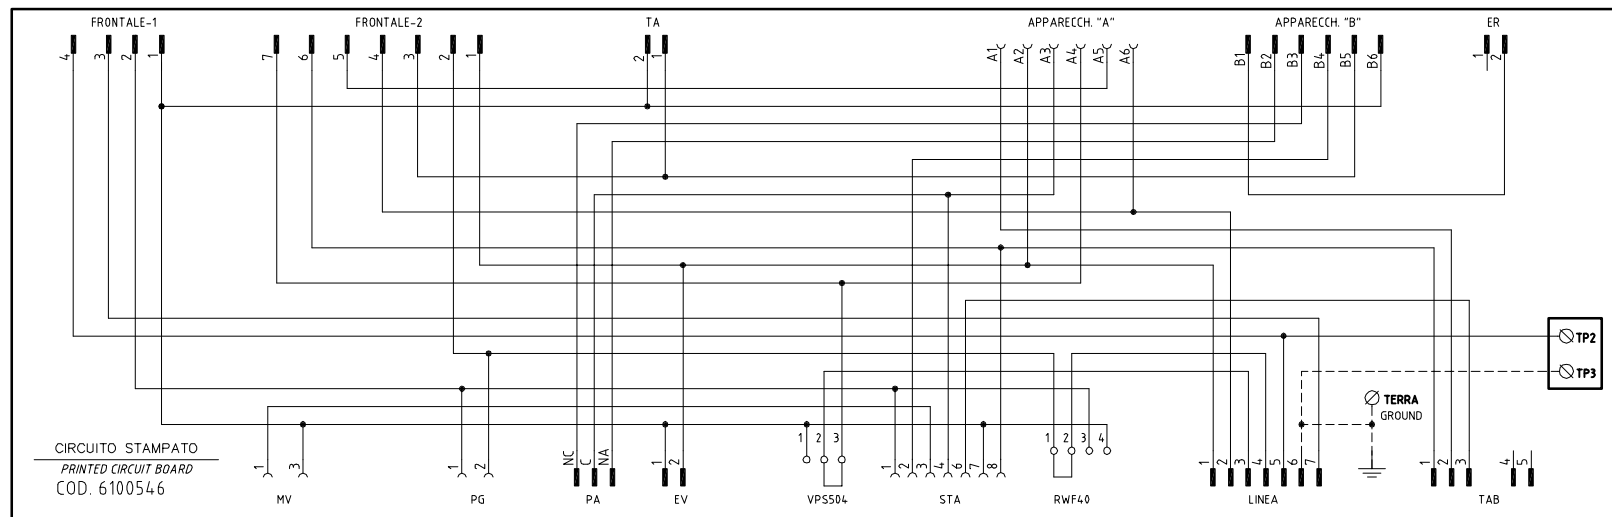 FRONTALE-1 FRONTALE-2 TA APPARECCH. "A" APPARECCH. "B" ER
4 3 2 1 7 6 5 4 3 2 1 2 1 A1 A2 A3 A4 A5 A6 B1 B2 B3 B4 B5 B6 1 2
TP2
TP3
TERRA
GROUND
CIRCUITO STAMPATO
PRINTED CIRCUIT BOARD
COD. 6100546
1 3 1 2 NC C NA 1 2 1 2 3 1 2 3 4 6 7 8 1 2 3 4 1 2 3 4 5 6 7 1 2 3 4 5
MV PG PA EV VPS504 STA RWF40 LINEA TAB